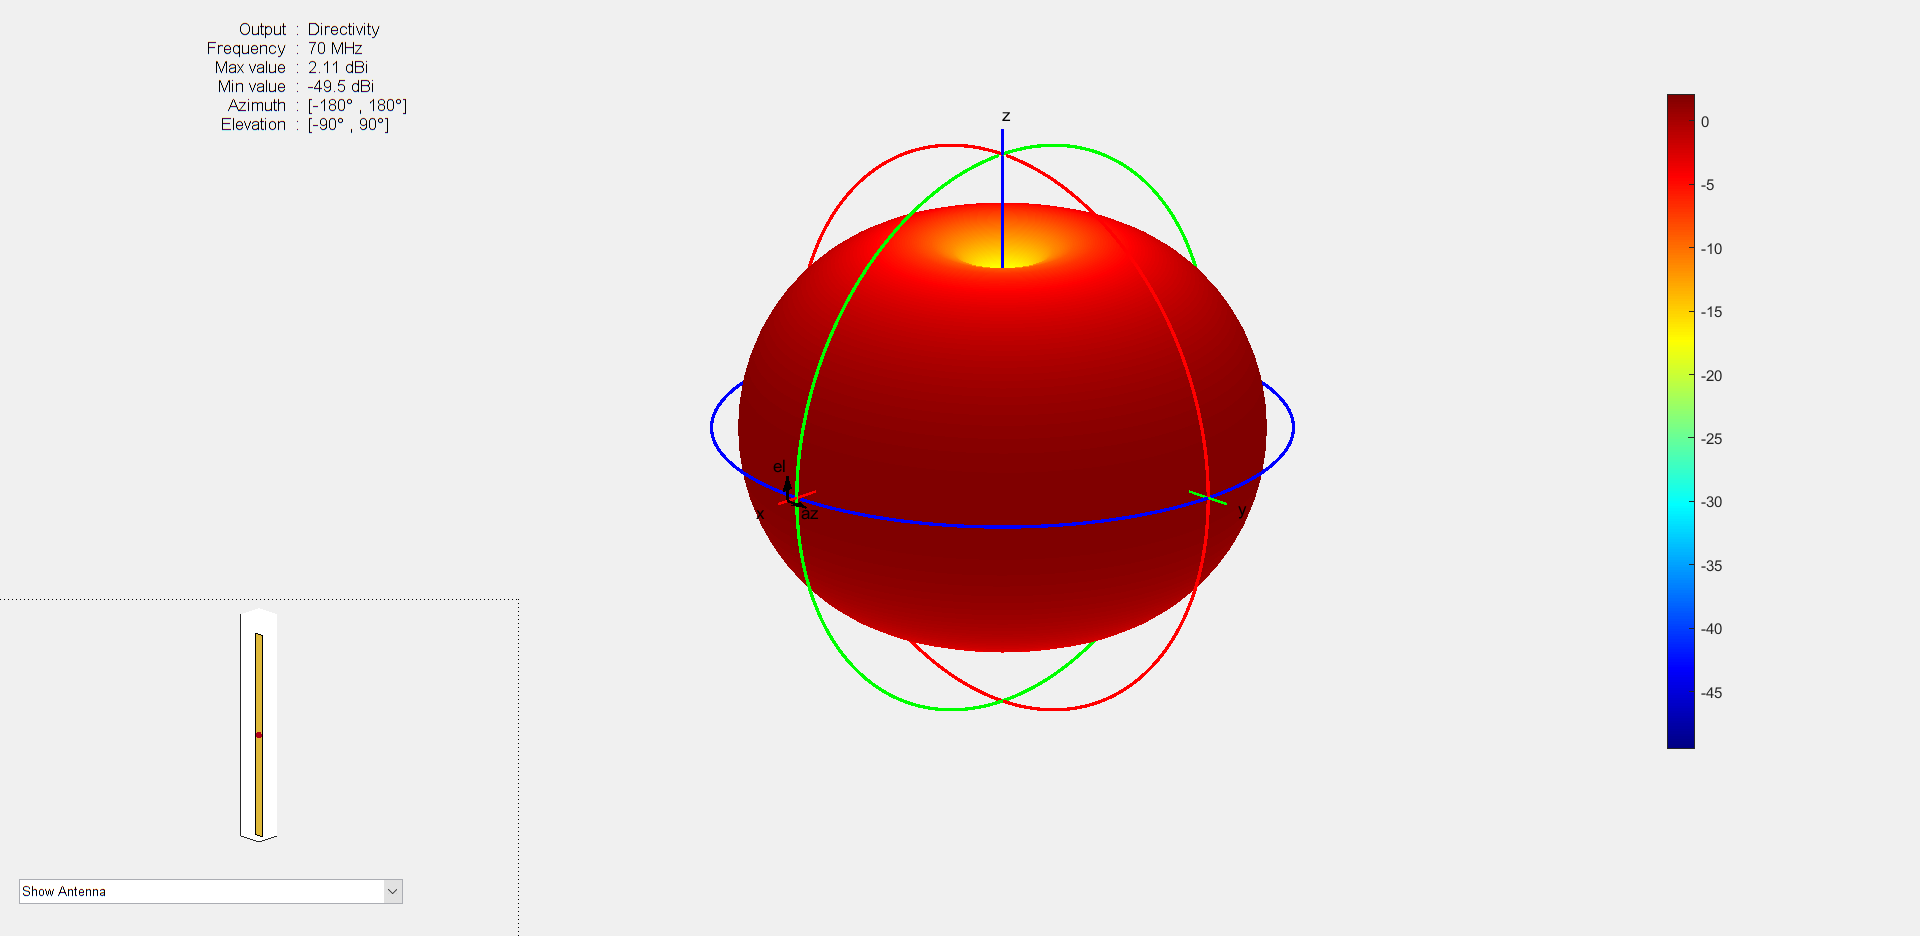 Output : Directivity
Frequency : 70 MHz
Max value : 2.11 dBi
Min value : -49.5 dBi
Azimuth : [-180° , 180°]
Elevation : [-90° , 90°]
z
el
x
az
y
0
-5
-10
-15
-20
-25
-30
-35
-40
-45
Show Antenna